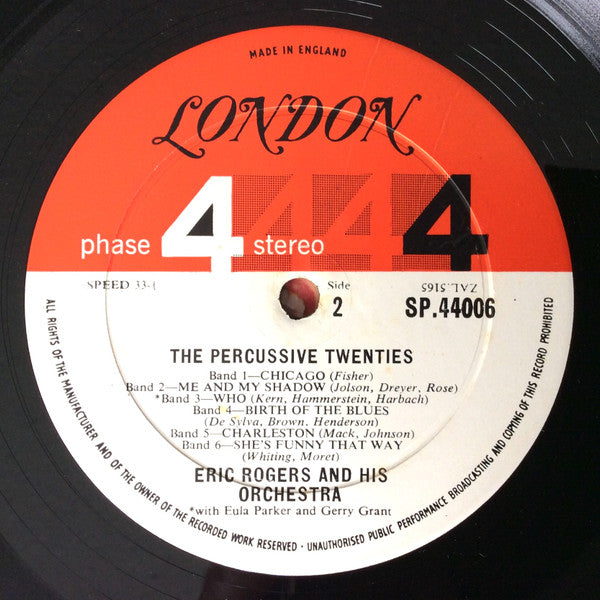 MADE IN ENGLAND
LONDON
phase 4 stereo 4 4 4
SPEED 33-
Side
2
ZAL.5165
SP.44006
THE PERCUSSIVE TWENTIES
Band 1—CHICAGO (Fisher)
Band 2—ME AND MY SHADOW (Jolson, Dreyer, Rose)
*Band 3—WHO (Kern, Hammerstein, Harbach)
Band 4—BIRTH OF THE BLUES
(De Sylva, Brown, Henderson)
Band 5—CHARLESTON (Mack, Johnson)
Band 6—SHE'S FUNNY THAT WAY
(Whiting, Moret)
ERIC ROGERS AND HIS
ORCHESTRA
*with Eula Parker and Gerry Grant
ALL RIGHTS OF THE MANUFACTURER AND OF THE OWNER OF THE RECORDED WORK RESERVED - UNAUTHORISED PUBLIC PERFORMANCE BROADCASTING AND COPYING OF THIS RECORD PROHIBITED